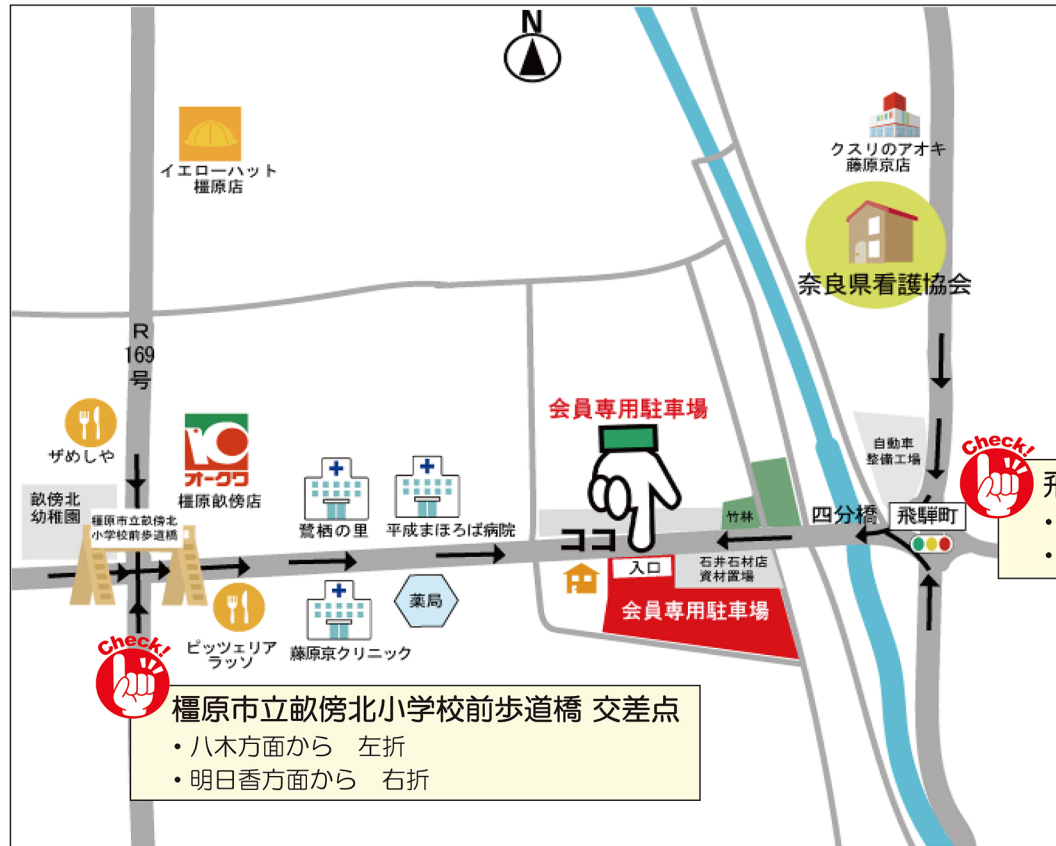 N
イエローハット
橿原店
クスリのアオキ
藤原京店
奈良県看護協会
R
169
号
会員専用駐車場
ザめしや
オークワ
橿原畝傍店
自動車
整備工場
Check!
飛
・
・
畝傍北
幼稚園
橿原市立畝傍北
小学校前歩道橋
鷺栖の里
平成まほろば病院
竹林
四分橋
飛騨町
ココ
入口
石井石材店
資材置場
薬局
会員専用駐車場
ピッツェリア
ラッソ
藤原京クリニック
Check!
橿原市立畝傍北小学校前歩道橋 交差点
・八木方面から　左折
・明日香方面から　右折